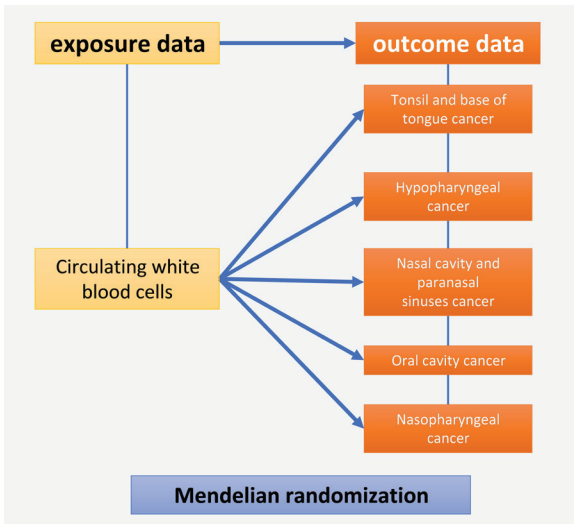 exposure data
outcome data
Tonsil and base of
tongue cancer
Hypopharyngeal
cancer
Circulating white
blood cells
Nasal cavity and
paranasal
sinuses cancer
Oral cavity cancer
Nasopharyngeal
cancer
Mendelian randomization